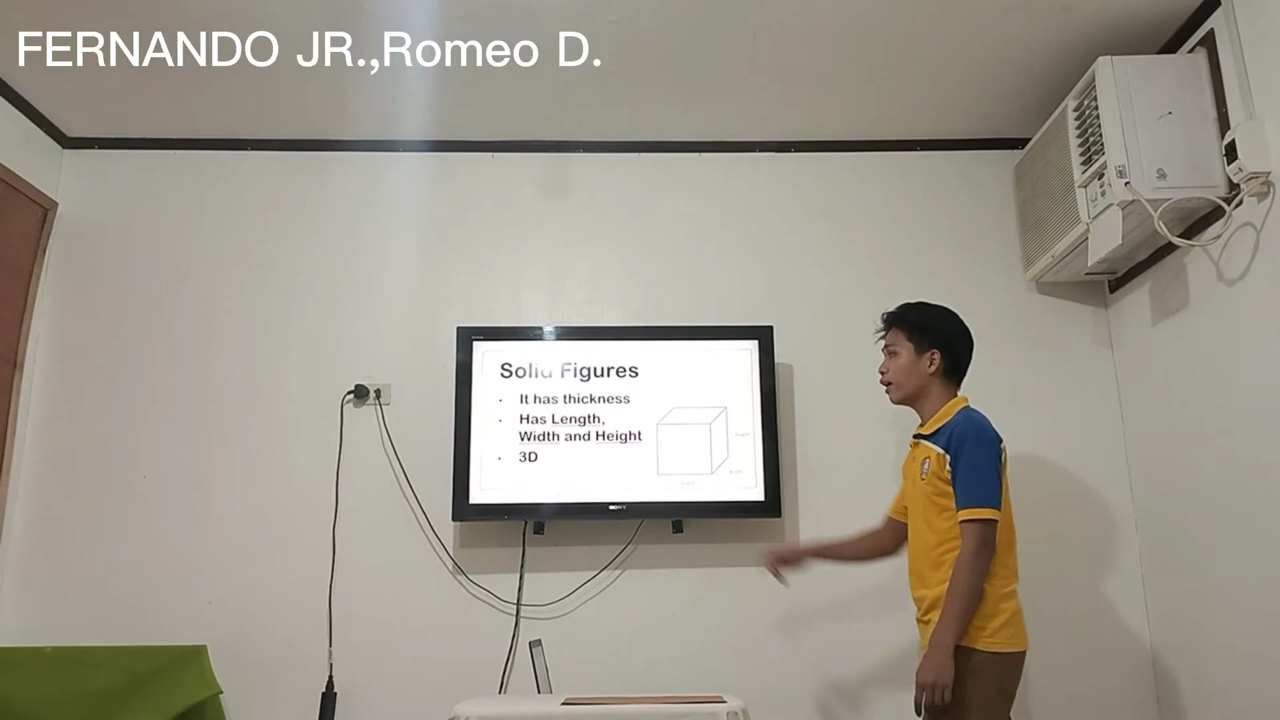 FERNANDO JR.,Romeo D.
Solid Figures
• It has thickness
• Has Length,
Width and Height
• 3D
SONY